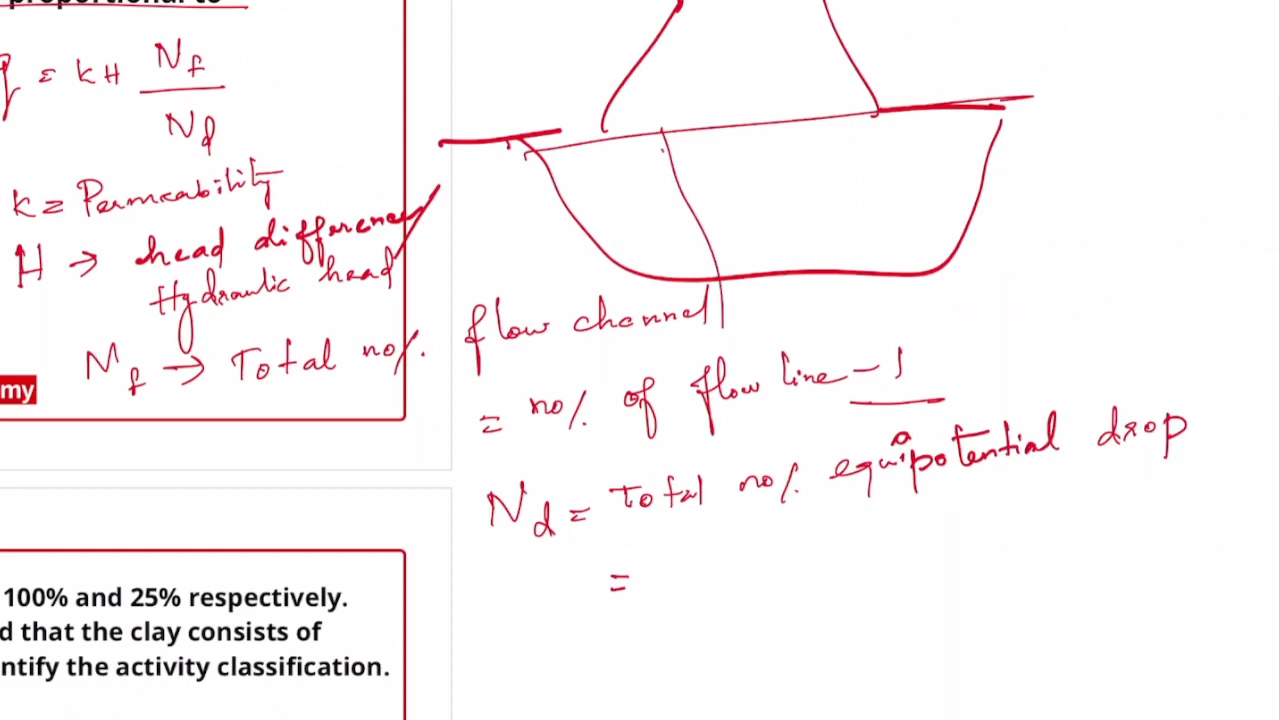 proportional to
q = kH Nf
Nd
k = Permeability
H → head difference
Hydraulic head
Nf → Total no/.
flow channel
= no/. of flow line - 1
Nd = Total no/. equipotential drop
=
my
100% and 25% respectively.
d that the clay consists of
ntify the activity classification.